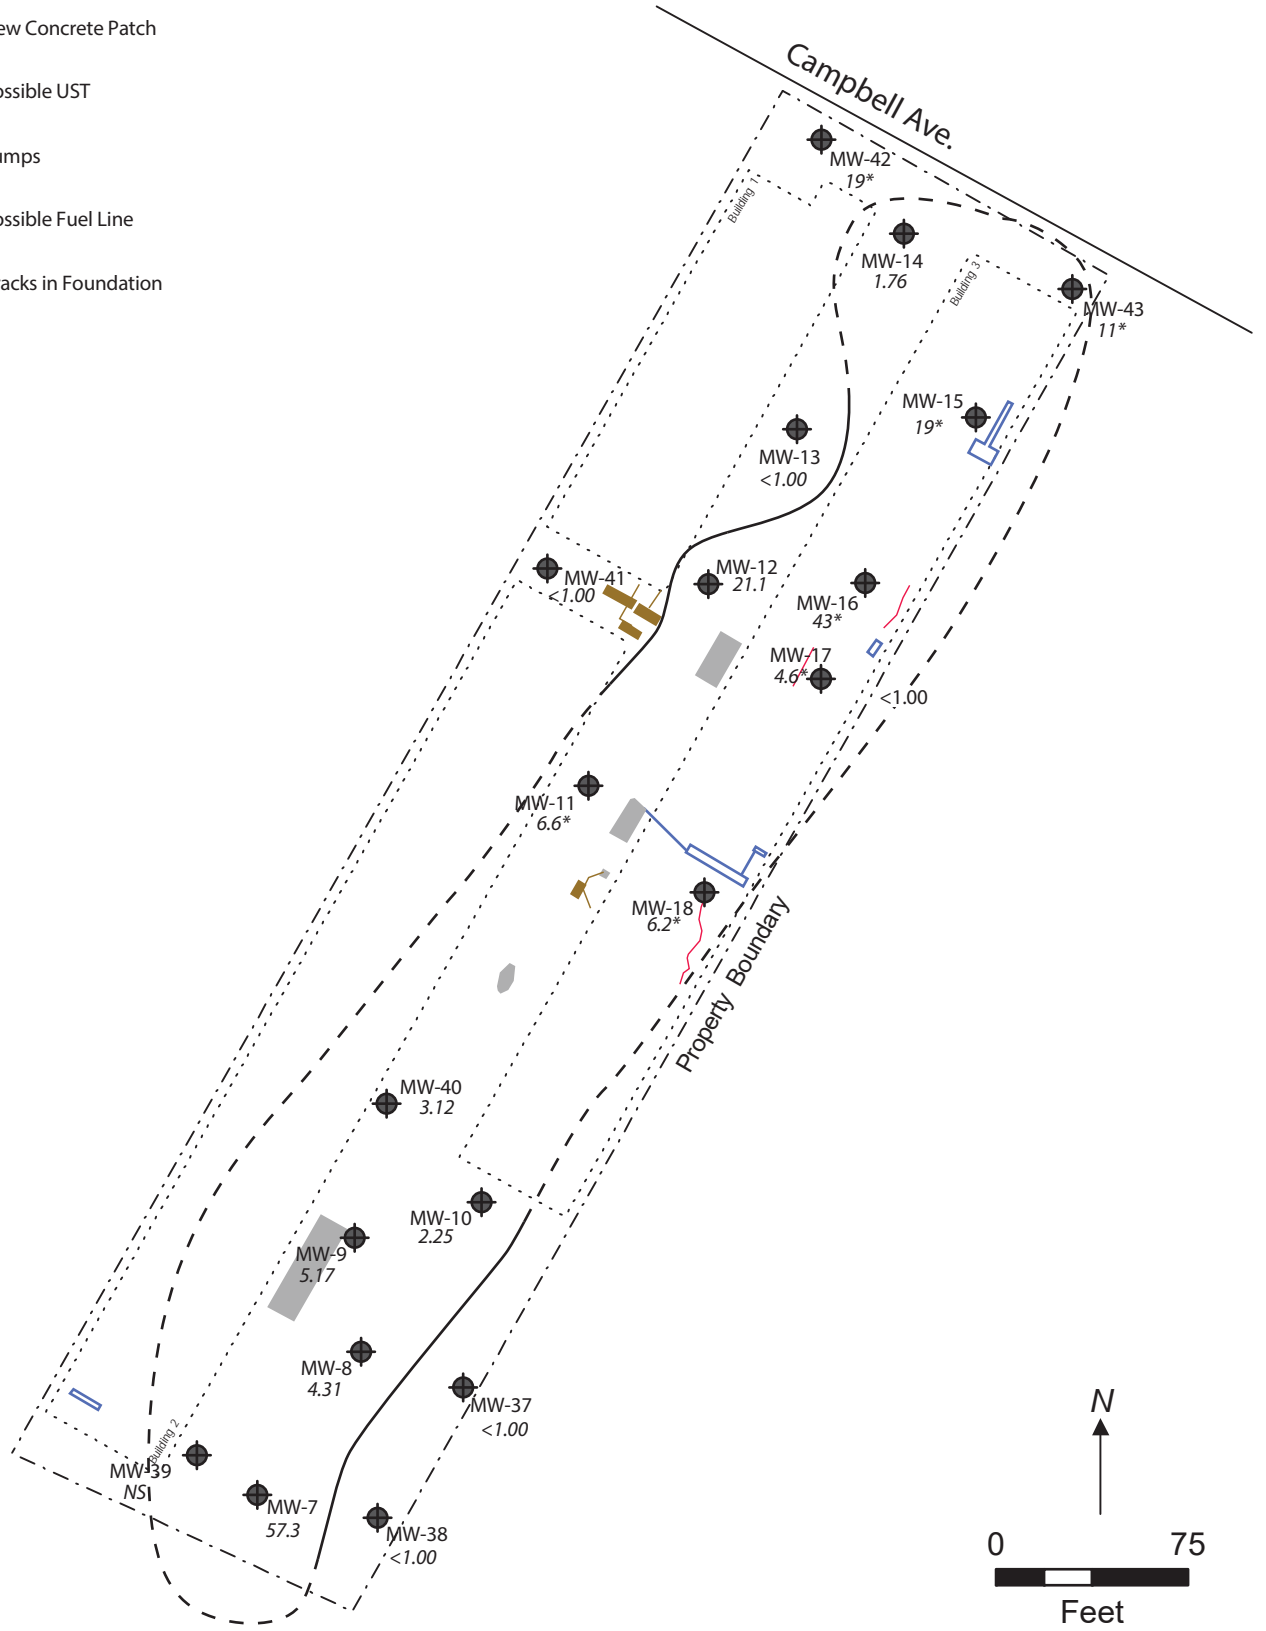 ew Concrete Patch
ossible UST
umps
ossible Fuel Line
racks in Foundation
Campbell Ave.
MW-42
19*
Building 1
MW-14
1.76
Building 3
MW-43
11*
MW-15
19*
MW-13
<1.00
MW-12
21.1
MW-41
<1.00
MW-16
43*
MW-17
4.6*
<1.00
MW-11
6.6*
MW-18
6.2*
Property Boundary
MW-40
3.12
MW-10
2.25
MW-9
5.17
MW-8
4.31
MW-37
<1.00
Building 2
MW-39
NS
MW-7
57.3
MW-38
<1.00
N
0 75
Feet